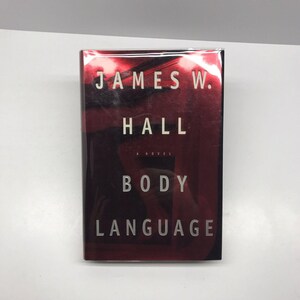 JAMES W.
HALL
A NOVEL
BODY
LANGUAGE